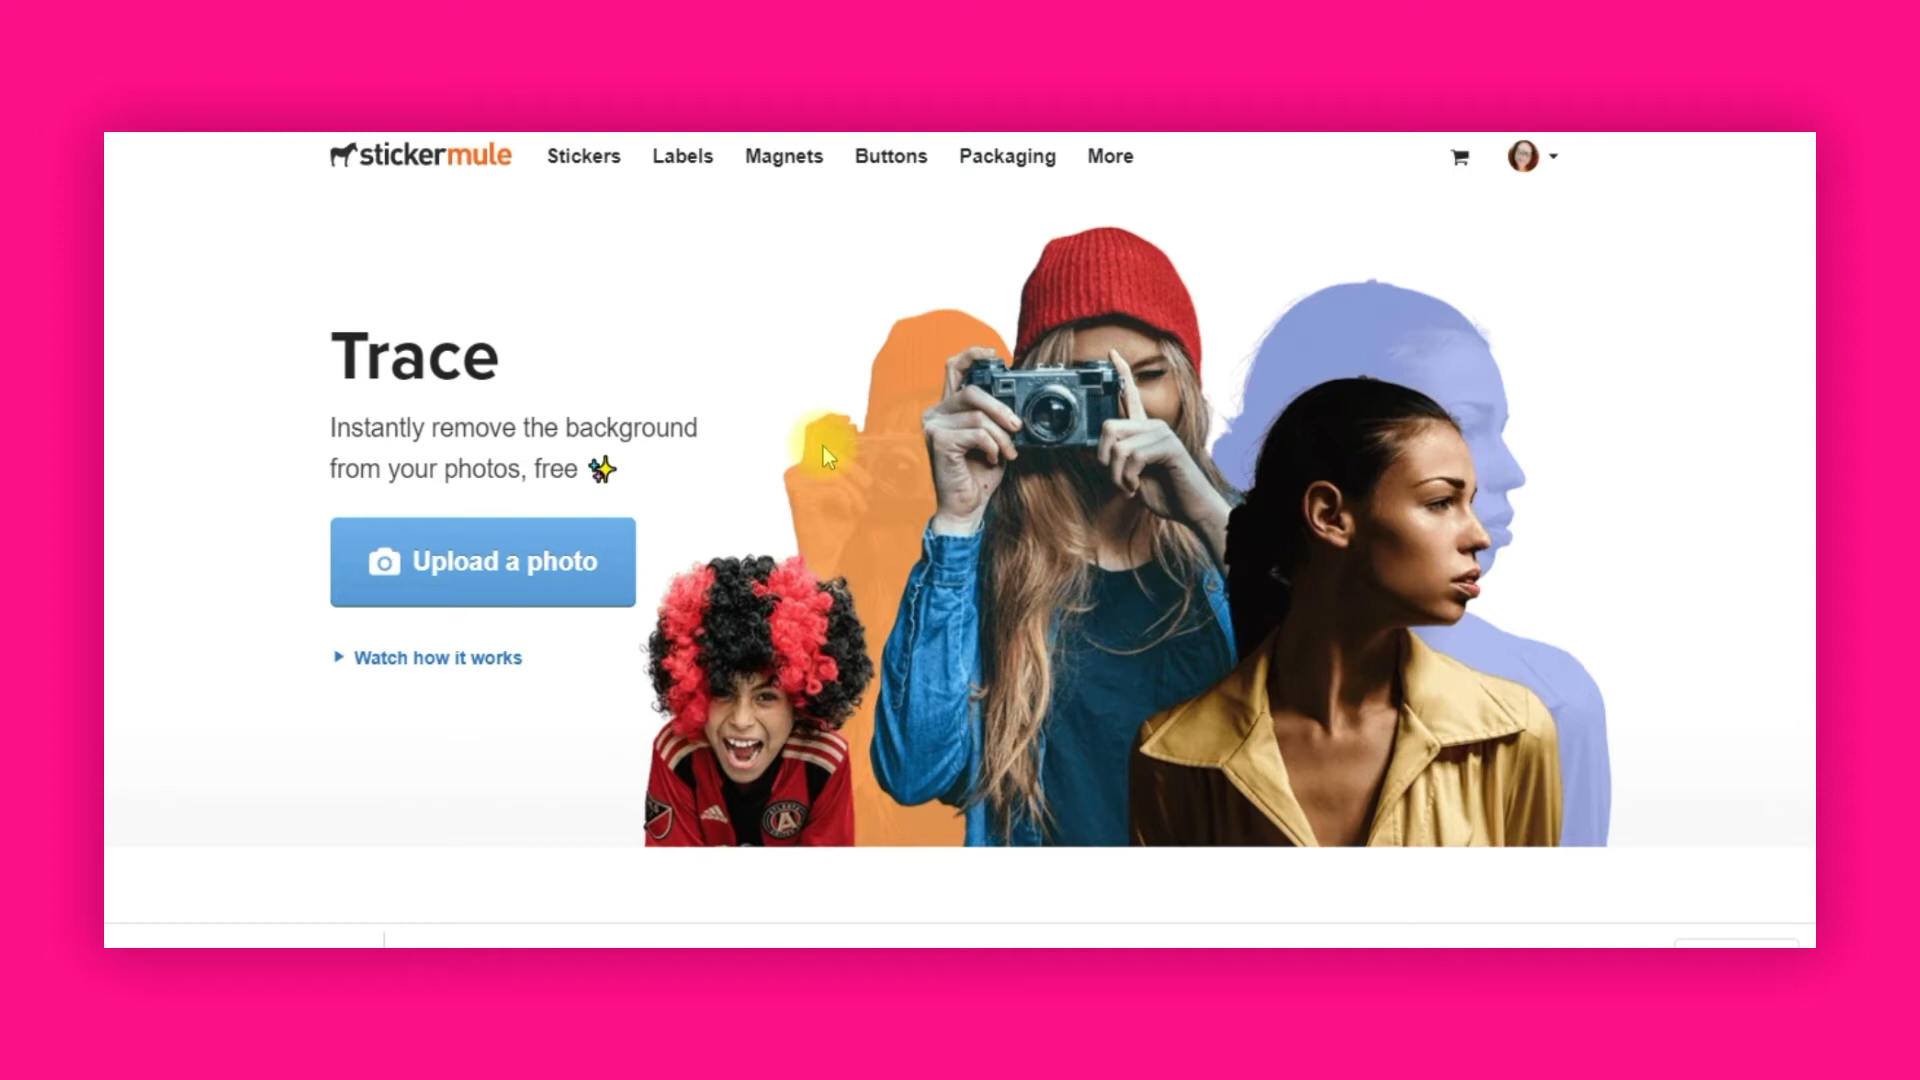 stickermule Stickers Labels Magnets Buttons Packaging More
Trace
Instantly remove the background
from your photos, free
Upload a photo
Watch how it works